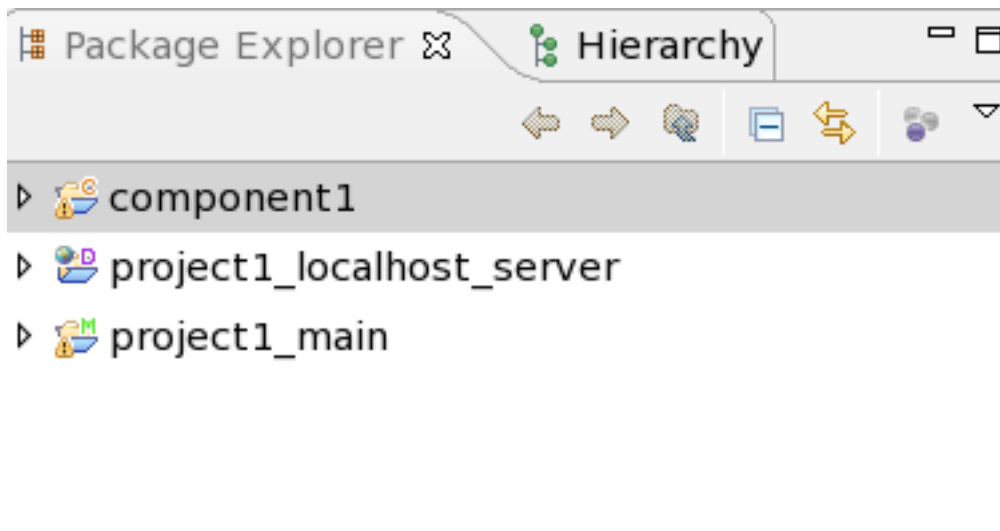 Package Explorer Hierarchy
component1
project1_localhost_server
project1_main